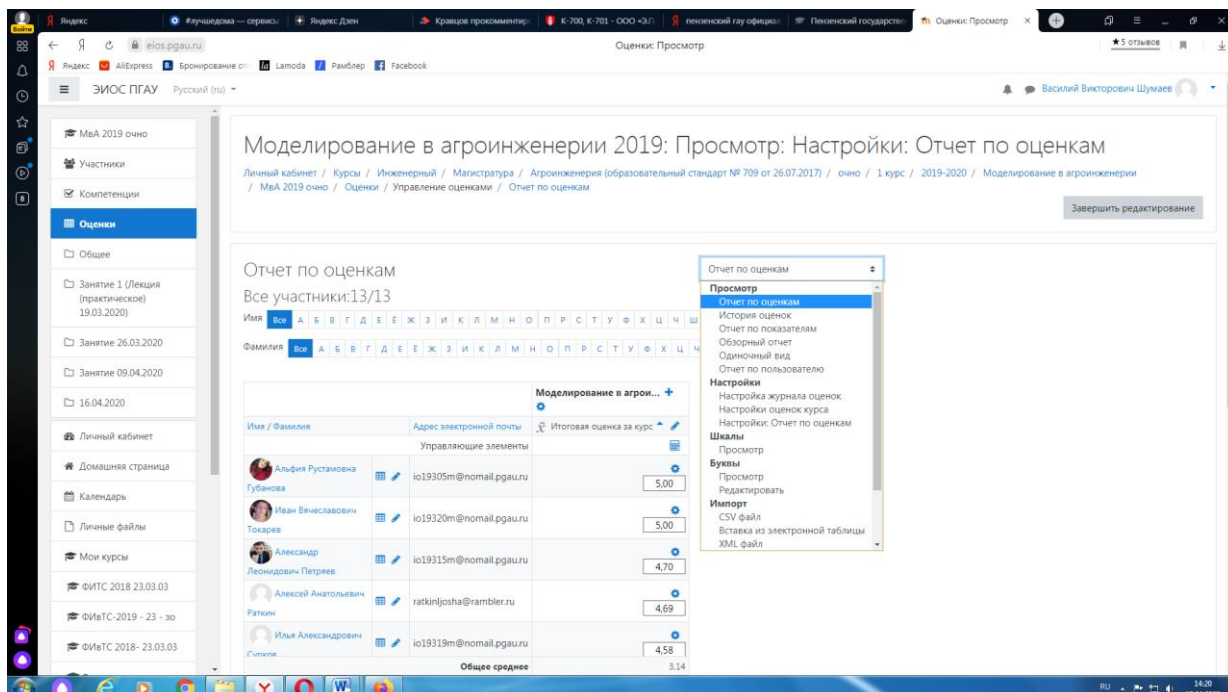 Яндекс
#лучшедома — сервисы
Яндекс Дзен
Кравцов прокомментир
K-700, K-701 - ООО «З.П.
пензенский гау официал
Пензенский государстве
Оценки: Просмотр
Войти
eios.pgau.ru
Оценки: Просмотр
★5 отзывов
Яндекс
AliExpress
Бронирование от
Lamoda
Рамблер
Facebook
ЭИОС ПГАУ
Русский (ru)
Василий Викторович Шумаев
МвА 2019 очно
Участники
Компетенции
Оценки
Общее
Занятие 1 (Лекция
(практическое)
19.03.2020)
Занятие 26.03.2020
Занятие 09.04.2020
16.04.2020
Личный кабинет
Домашняя страница
Календарь
Личные файлы
Мои курсы
ФИТС 2018 23.03.03
ФИвТС-2019 - 23 - зо
ФИвТС 2018- 23.03.03
Моделирование в агроинженерии 2019: Просмотр: Настройки: Отчет по оценкам
Личный кабинет / Курсы / Инженерный / Магистратура / Агроинженерия (образовательный стандарт № 709 от 26.07.2017) / очно / 1 курс / 2019-2020 / Моделирование в агроинженерии
/ МвА 2019 очно / Оценки / Управление оценками / Отчет по оценкам
Завершить редактирование
Отчет по оценкам
Все участники:13/13
Имя Все А Б В Г Д Е Ё Ж З И К Л М Н О П Р С Т У Ф Х Ц Ч Ш
Фамилия Все А Б В Г Д Е Ё Ж З И К Л М Н О П Р С Т У Ф Х Ц Ч
Моделирование в агрои...
Имя / Фамилия
Адрес электронной почты
x̄ Итоговая оценка за курс
Управляющие элементы
Альфия Рустамовна
Губанова
io19305m@nomail.pgau.ru
5,00
Иван Вячеславович
Токарев
io19320m@nomail.pgau.ru
5,00
Александр
Леонидович Петряев
io19315m@nomail.pgau.ru
4,70
Алексей Анатольевич
Раткин
ratkinljosha@rambler.ru
4,69
Илья Александрович
Сурков
io19319m@nomail.pgau.ru
4,58
Общее среднее
3,14
Отчет по оценкам
Просмотр
Отчет по оценкам
История оценок
Отчет по показателям
Обзорный отчет
Одиночный вид
Отчет по пользователю
Настройки
Настройка журнала оценок
Настройки оценок курса
Настройки: Отчет по оценкам
Шкалы
Просмотр
Буквы
Просмотр
Редактировать
Импорт
CSV файл
Вставка из электронной таблицы
XML файл
RU
14:20